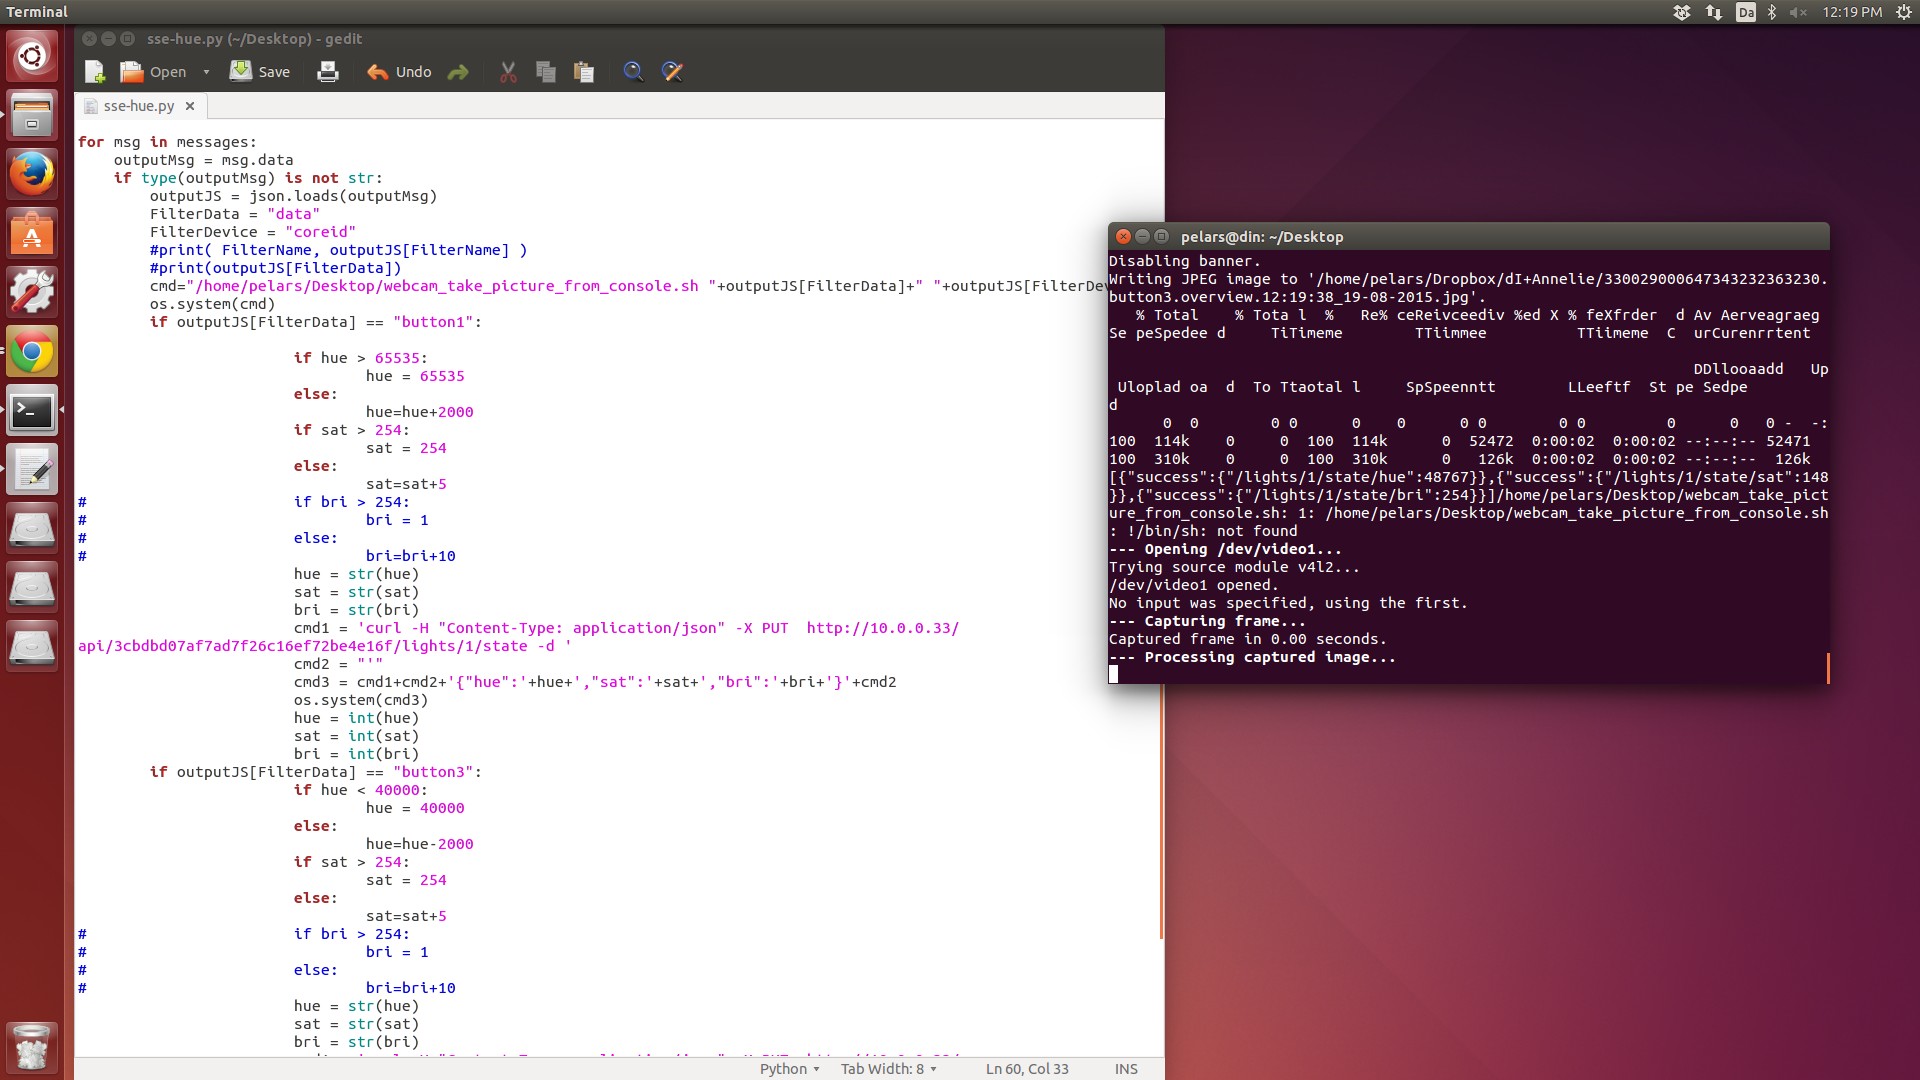 Terminal
Da
12:19 PM
sse-hue.py (~/Desktop) - gedit
Open
Save
Undo
sse-hue.py
for msg in messages:
    outputMsg = msg.data
    if type(outputMsg) is not str:
        outputJS = json.loads(outputMsg)
        FilterData = "data"
        FilterDevice = "coreid"
        #print( FilterName, outputJS[FilterName] )
        #print(outputJS[FilterData])
        cmd="/home/pelars/Desktop/webcam_take_picture_from_console.sh "+outputJS[FilterData]+" "+outputJS[FilterDev
        os.system(cmd)
        if outputJS[FilterData] == "button1":
                        if hue > 65535:
                                hue = 65535
                        else:
                                hue=hue+2000
                        if sat > 254:
                                sat = 254
                        else:
                                sat=sat+5
#                       if bri > 254:
#                               bri = 1
#                       else:
#                               bri=bri+10
                        hue = str(hue)
                        sat = str(sat)
                        bri = str(bri)
                        cmd1 = 'curl -H "Content-Type: application/json" -X PUT  http://10.0.0.33/
api/3cbdbd07af7ad7f26c16ef72be4e16f/lights/1/state -d '
                        cmd2 = "'"
                        cmd3 = cmd1+cmd2+'{"hue":'+hue+',"sat":'+sat+',"bri":'+bri+'}'+cmd2
                        os.system(cmd3)
                        hue = int(hue)
                        sat = int(sat)
                        bri = int(bri)
        if outputJS[FilterData] == "button3":
                        if hue < 40000:
                                hue = 40000
                        else:
                                hue=hue-2000
                        if sat > 254:
                                sat = 254
                        else:
                                sat=sat+5
#                       if bri > 254:
#                               bri = 1
#                       else:
#                               bri=bri+10
                        hue = str(hue)
                        sat = str(sat)
                        bri = str(bri)
Python
Tab Width: 8
Ln 60, Col 33
INS
pelars@din: ~/Desktop
Disabling banner.
Writing JPEG image to '/home/pelars/Dropbox/dI+Annelie/330029000647343232363230.
button3.overview.12:19:38_19-08-2015.jpg'.
   % Total    % Tota l  %   Re% ceReivceediv %ed X % feXfrder  d Av Aerveagraeg
Se peSpedee d     TiTimeme        TTiimmee          TTiimeme  C  urCurenrrtent
                                                                 DDllooaadd   Up
 Uloplad oa  d  To Ttaotal l     SpSpeenntt        LLeeftf  St pe Sedpe
d
      0  0        0 0      0    0      0 0        0 0         0      0   0 -  -:
100  114k    0     0  100  114k      0  52472  0:00:02  0:00:02 --:--:-- 52471
100  310k    0     0  100  310k      0   126k  0:00:02  0:00:02 --:--:--  126k
[{"success":{"/lights/1/state/hue":48767}},{"success":{"/lights/1/state/sat":148
}},{"success":{"/lights/1/state/bri":254}}]/home/pelars/Desktop/webcam_take_pict
ure_from_console.sh: 1: /home/pelars/Desktop/webcam_take_picture_from_console.sh
: !/bin/sh: not found
--- Opening /dev/video1...
Trying source module v4l2...
/dev/video1 opened.
No input was specified, using the first.
--- Capturing frame...
Captured frame in 0.00 seconds.
--- Processing captured image...